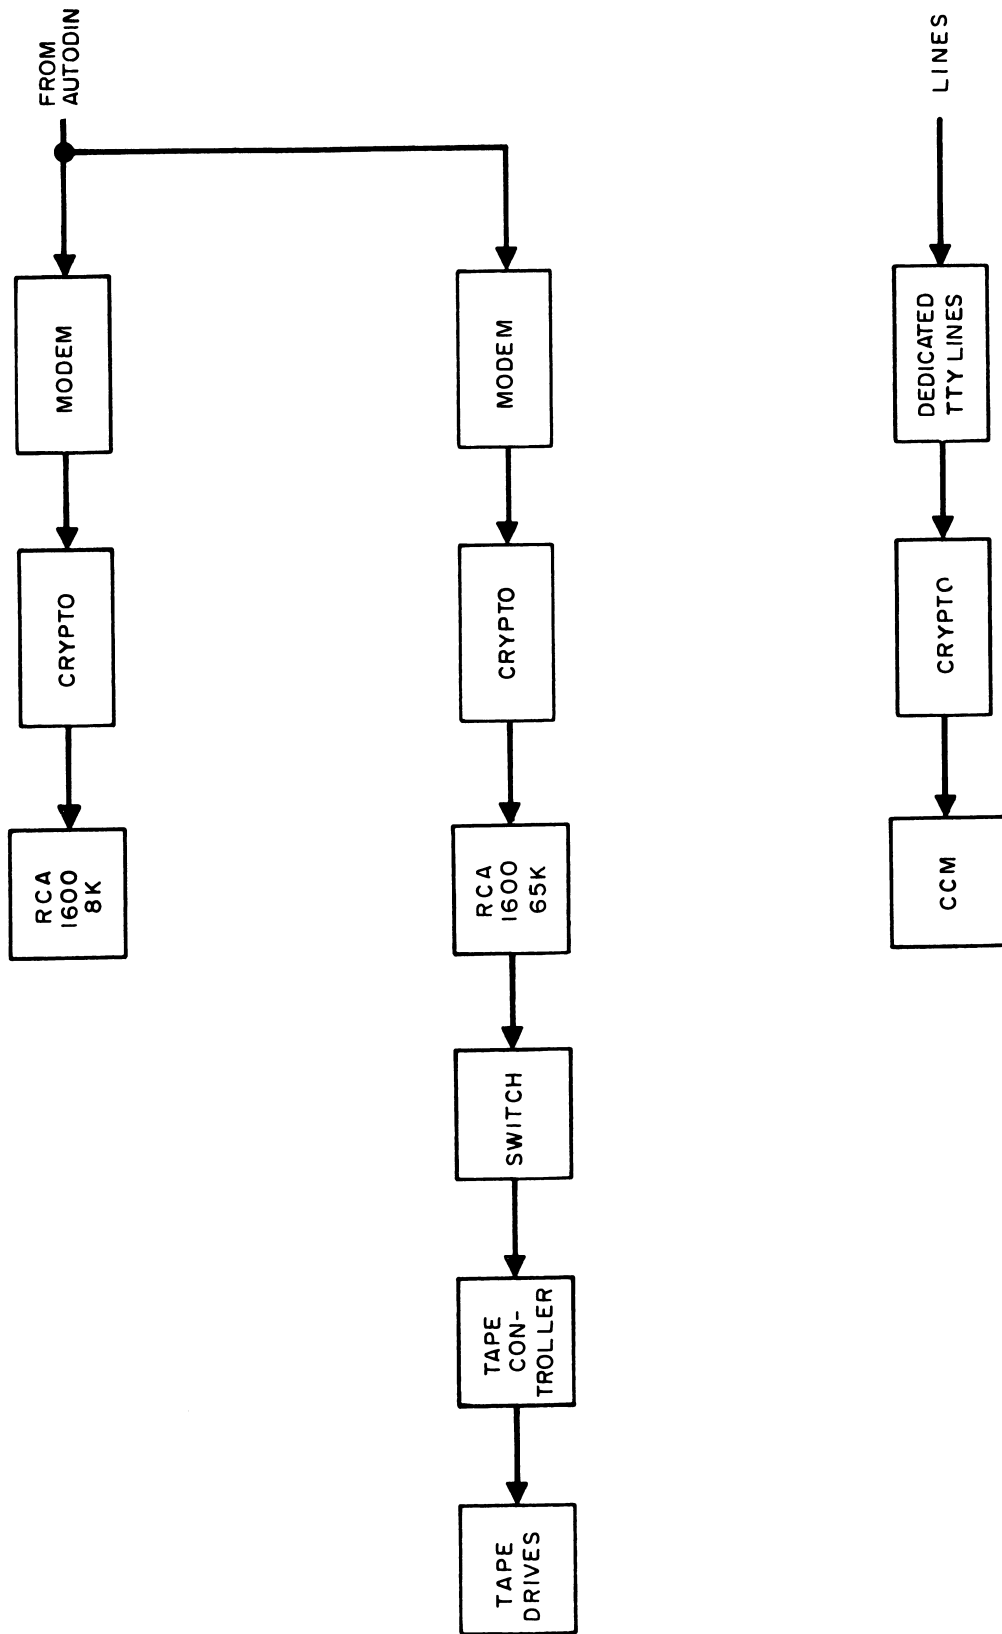 FROM
AUTODIN
MODEM
CRYPTO
RCA
1600
8K
MODEM
CRYPTO
RCA
1600
65K
SWITCH
TAPE
CON-
TROLLER
TAPE
DRIVES
LINES
DEDICATED
TTY LINES
CRYPTO
CCM